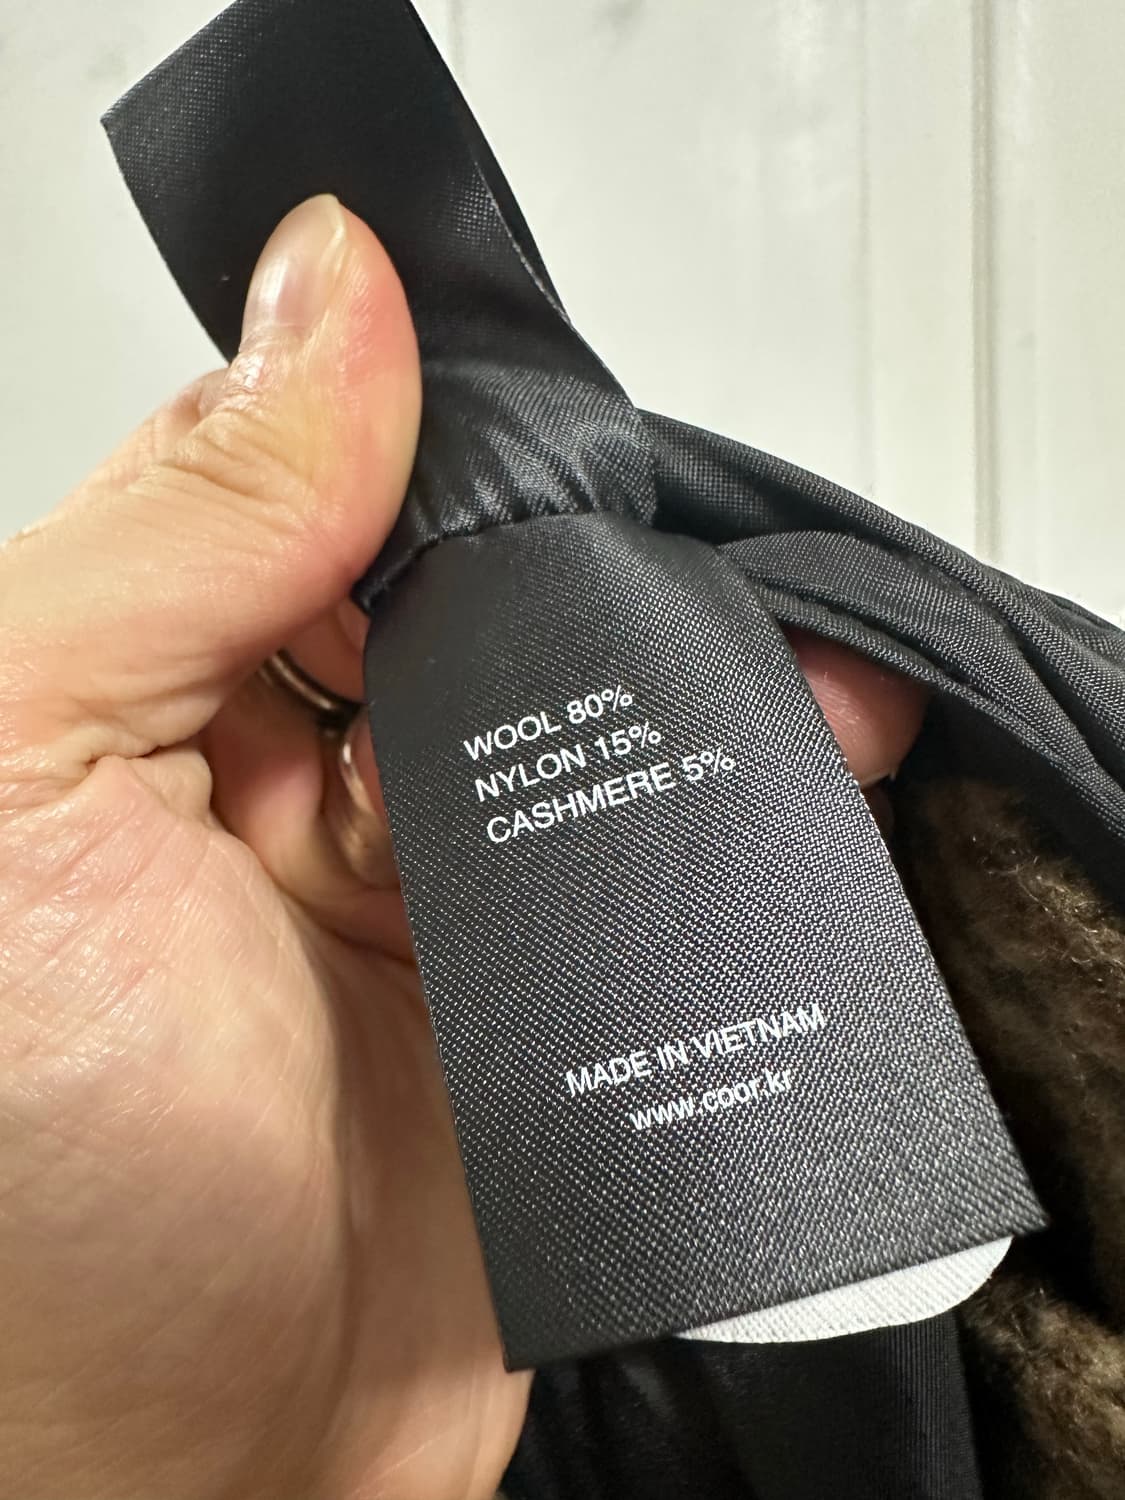 WOOL 80%
NYLON 15%
CASHMERE 5%
MADE IN VIETNAM
www.coor.kr